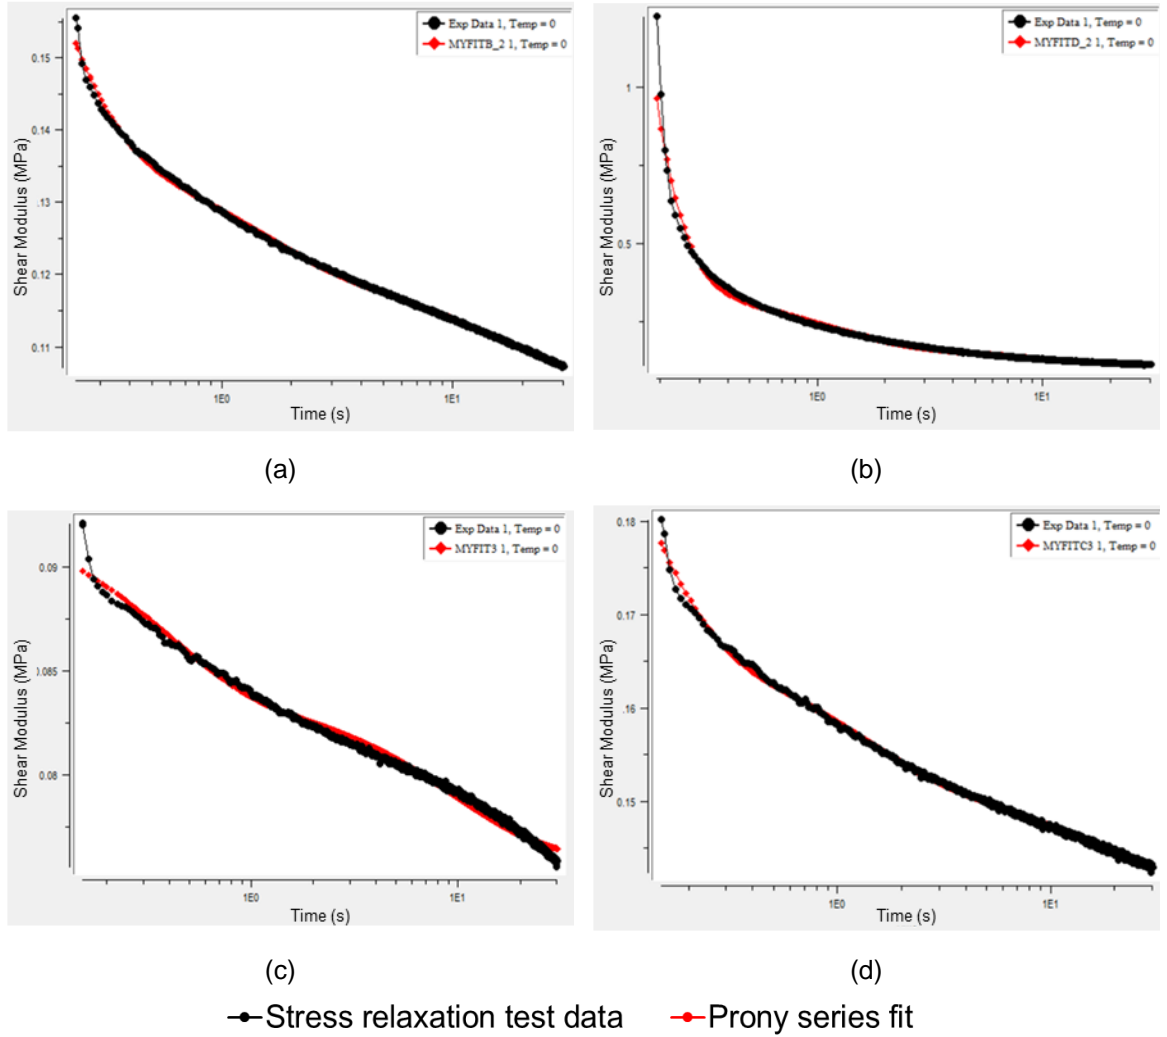 Exp Data 1, Temp = 0
MYFITB_2 1, Temp = 0
0.15
0.14
.13
0.12
0.11
Shear Modulus (MPa)
1E0
1E1
Time (s)
(a)
Exp Data 1, Temp = 0
MYFITD_2 1, Temp = 0
1
0.5
Shear Modulus (MPa)
1E0
1E1
Time (s)
(b)
Exp Data 1, Temp = 0
MYFIT3 1, Temp = 0
0.09
0.085
0.08
Shear Modulus (MPa)
1E0
1E1
Time (s)
(c)
Exp Data 1, Temp = 0
MYFITC3 1, Temp = 0
0.18
0.17
0.16
0.15
Shear Modulus (MPa)
1E0
1E1
Time (s)
(d)
Stress relaxation test data
Prony series fit